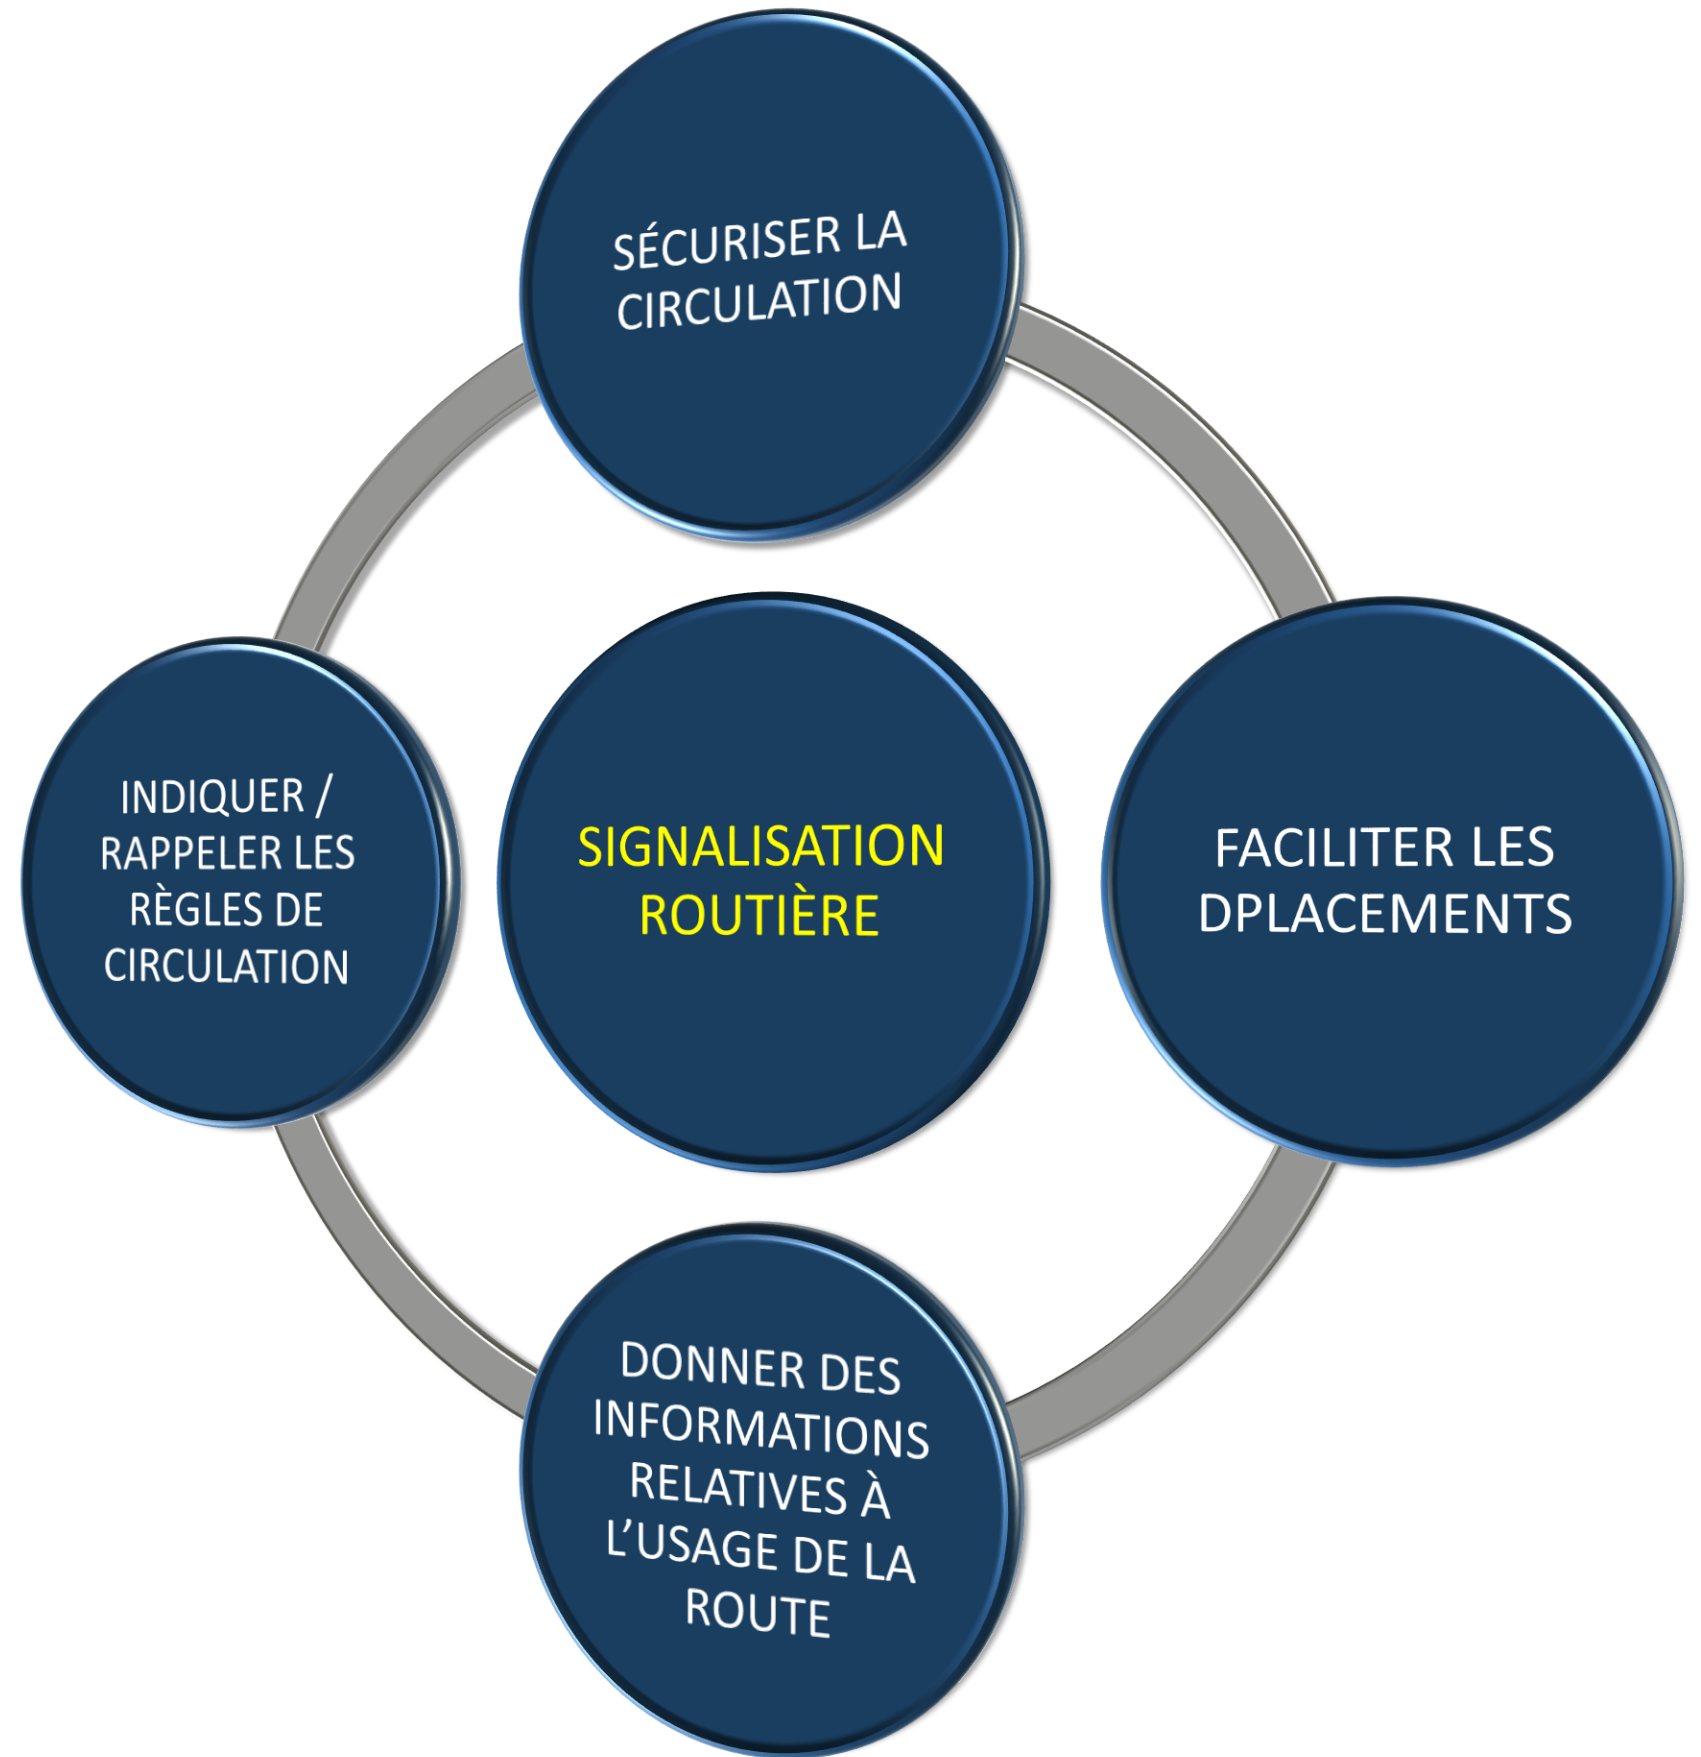 SÉCURISER LA
CIRCULATION
INDIQUER /
RAPPELER LES
RÈGLES DE
CIRCULATION
SIGNALISATION
ROUTIÈRE
FACILITER LES
DPLACEMENTS
DONNER DES
INFORMATIONS
RELATIVES À
L’USAGE DE LA
ROUTE